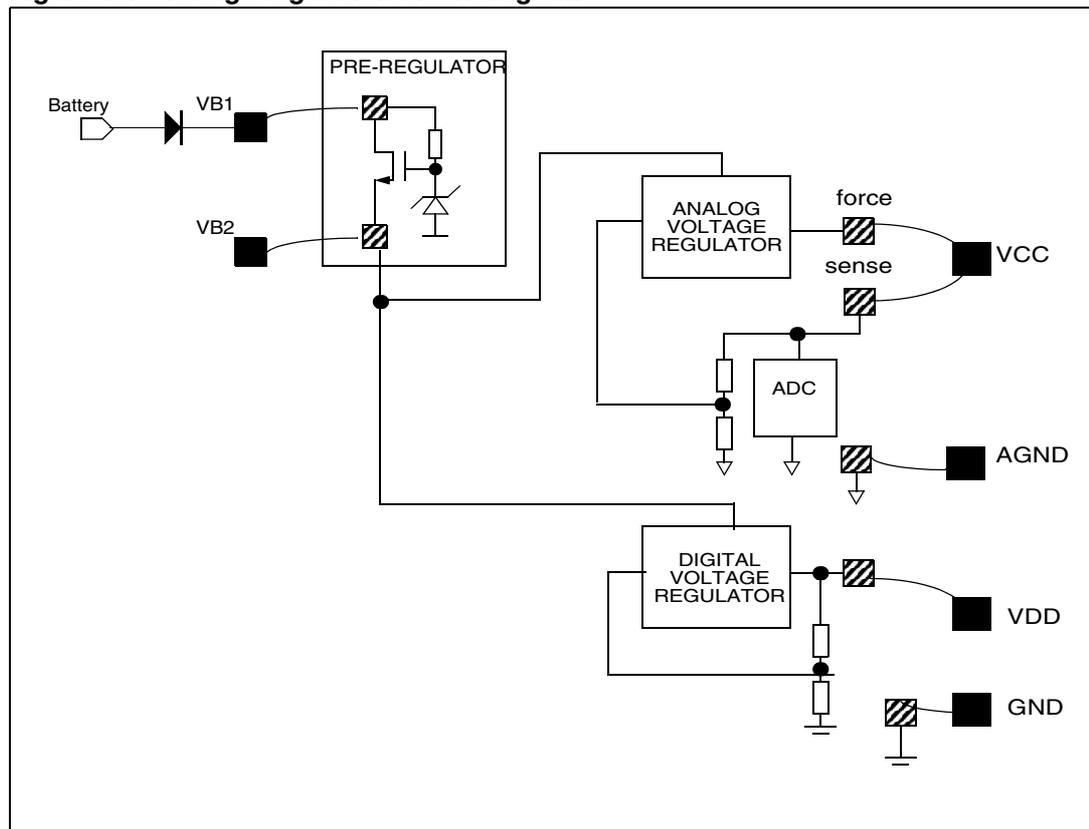 PRE-REGULATOR
Battery
VB1
VB2
ANALOG
VOLTAGE
REGULATOR
force
sense
VCC
ADC
AGND
DIGITAL
VOLTAGE
REGULATOR
VDD
GND